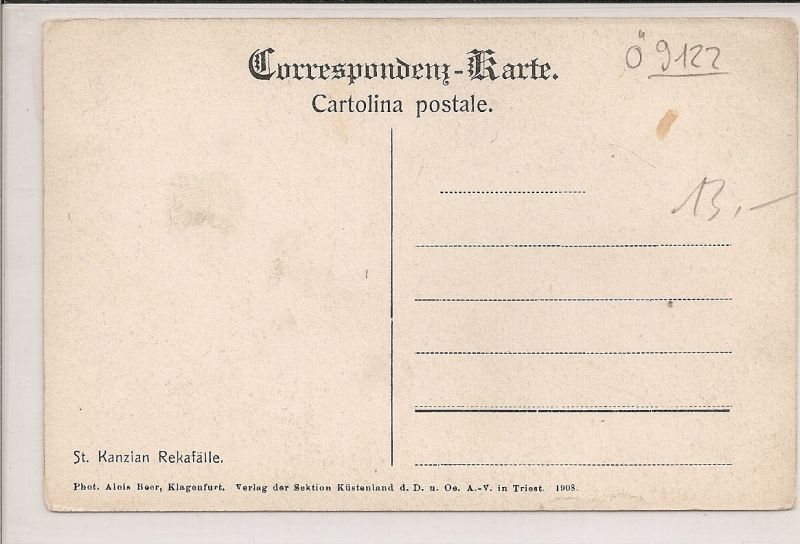 Correspondenz-Karte.
Cartolina postale.
Ö 9122
13,-
St. Kanzian Rekafälle.
Phot. Alois Beer, Klagenfurt. Verlag der Sektion Küstenland d. D. u. Oe. A.-V. in Triest. 1908.